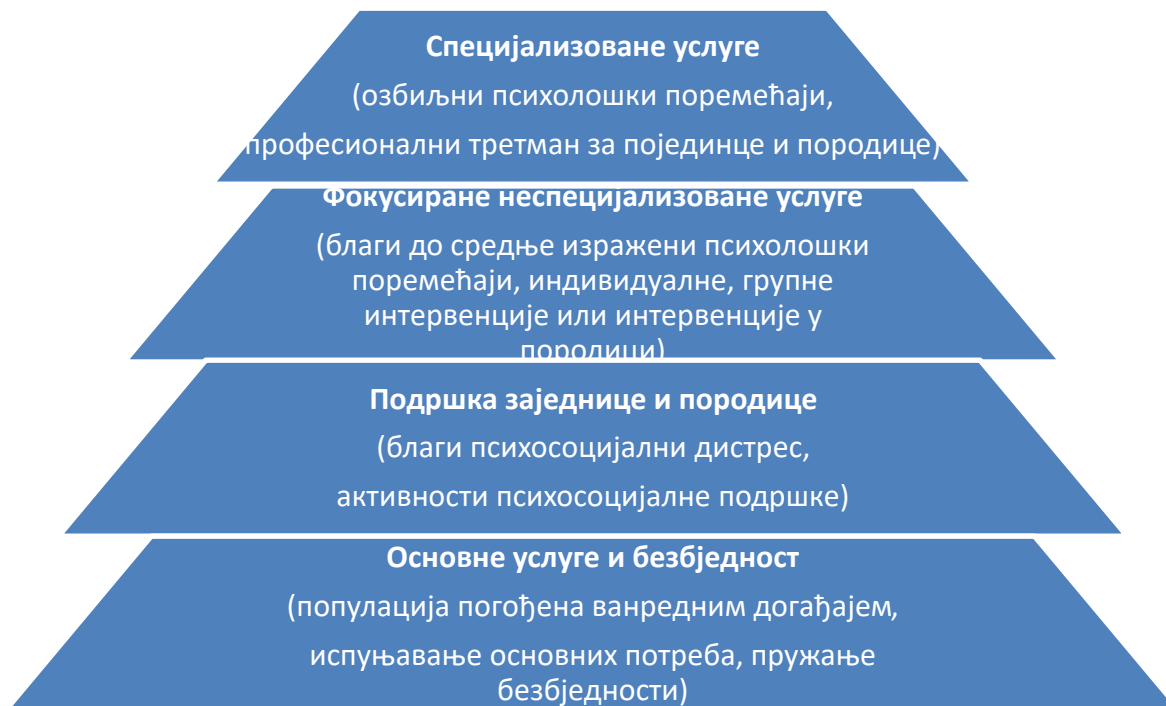 Специјализоване услуге
(озбиљни психолошки поремећаји,
професионални третман за појединце и породице)
Фокусиране неспецијализоване услуге
(благи до средње изражени психолошки
поремећаји, индивидуалне, групне
интервенције или интервенције у
породици)
Подршка заједнице и породице
(благи психосоцијални дистрес,
активности психосоцијалне подршке)
Основне услуге и безбједност
(популација погођена ванредним догађајем,
испуњавање основних потреба, пружање
безбједности)